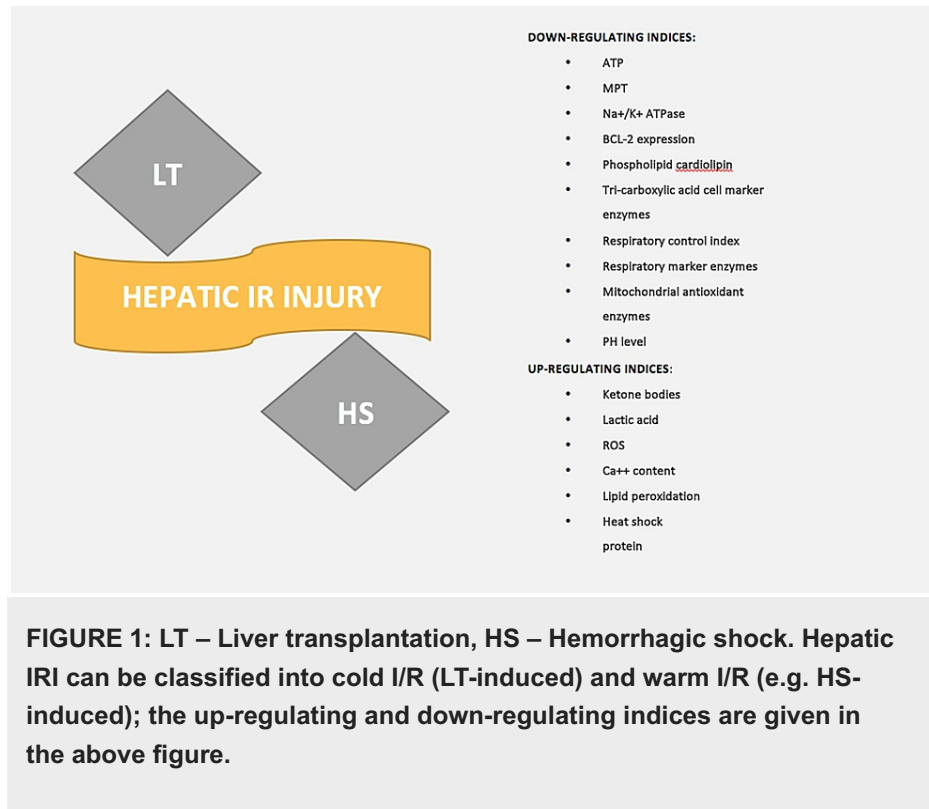 LT
HEPATIC IR INJURY
HS
DOWN-REGULATING INDICES:
• ATP
• MPT
• Na+/K+ ATPase
• BCL-2 expression
• Phospholipid cardiolipin
• Tri-carboxylic acid cell marker
enzymes
• Respiratory control index
• Respiratory marker enzymes
• Mitochondrial antioxidant
enzymes
• PH level
UP-REGULATING INDICES:
• Ketone bodies
• Lactic acid
• ROS
• Ca++ content
• Lipid peroxidation
• Heat shock
protein
FIGURE 1: LT – Liver transplantation, HS – Hemorrhagic shock. Hepatic
IRI can be classified into cold I/R (LT-induced) and warm I/R (e.g. HS-
induced); the up-regulating and down-regulating indices are given in
the above figure.